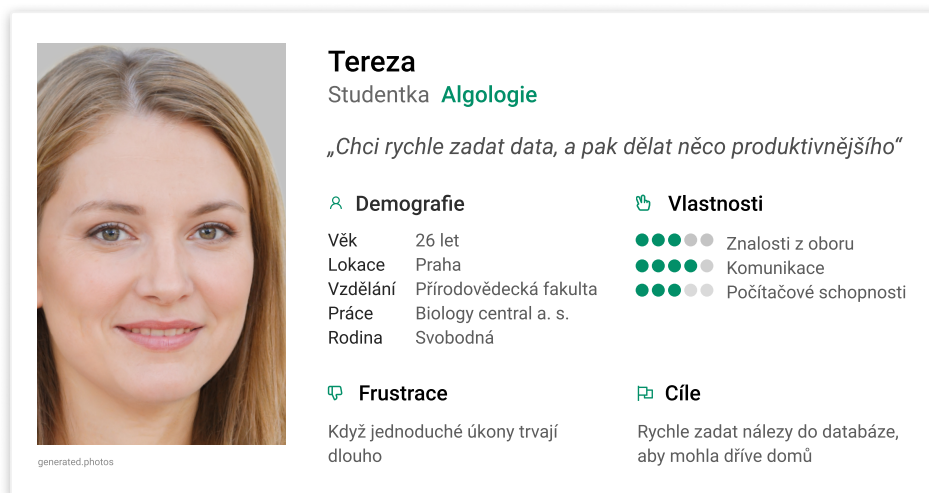 Tereza
Studentka Algologie
„Chci rychle zadat data, a pak dělat něco produktivnějšího“
Demografie
Věk 26 let
Lokace Praha
Vzdělání Přírodovědecká fakulta
Práce Biology central a. s.
Rodina Svobodná
Vlastnosti
Znalosti z oboru
Komunikace
Počítačové schopnosti
Frustrace
Když jednoduché úkony trvají
dlouho
Cíle
Rychle zadat nálezy do databáze,
aby mohla dříve domů
generated.photos